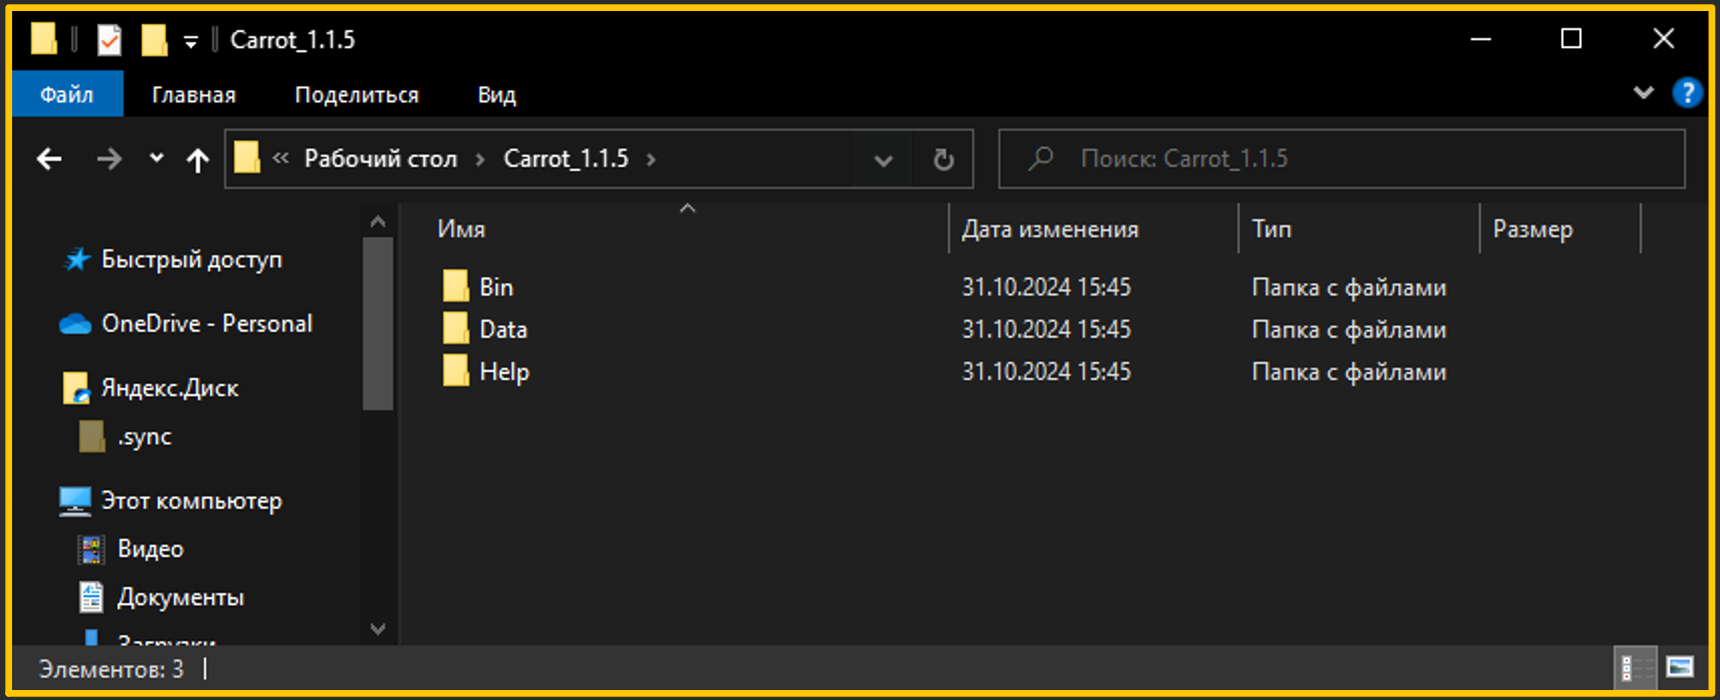 Carrot_1.1.5
Файл Главная Поделиться Вид
« Рабочий стол > Carrot_1.1.5 > Поиск: Carrot_1.1.5
Имя Дата изменения Тип Размер
Быстрый доступ
OneDrive - Personal
Яндекс.Диск
.sync
Этот компьютер
Видео
Документы
Загрузки
Bin 31.10.2024 15:45 Папка с файлами
Data 31.10.2024 15:45 Папка с файлами
Help 31.10.2024 15:45 Папка с файлами
Элементов: 3